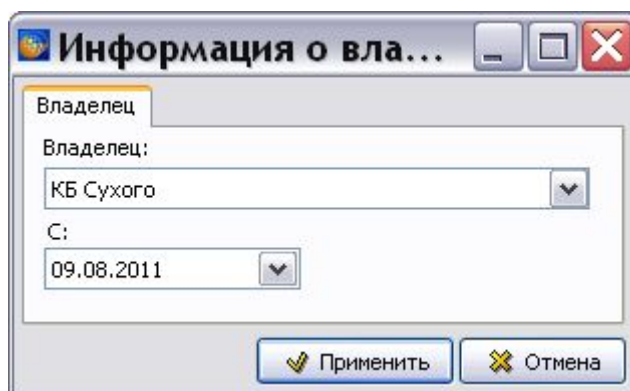 Информация о вла...
Владелец
Владелец:
КБ Сухого
С:
09.08.2011
Применить Отмена